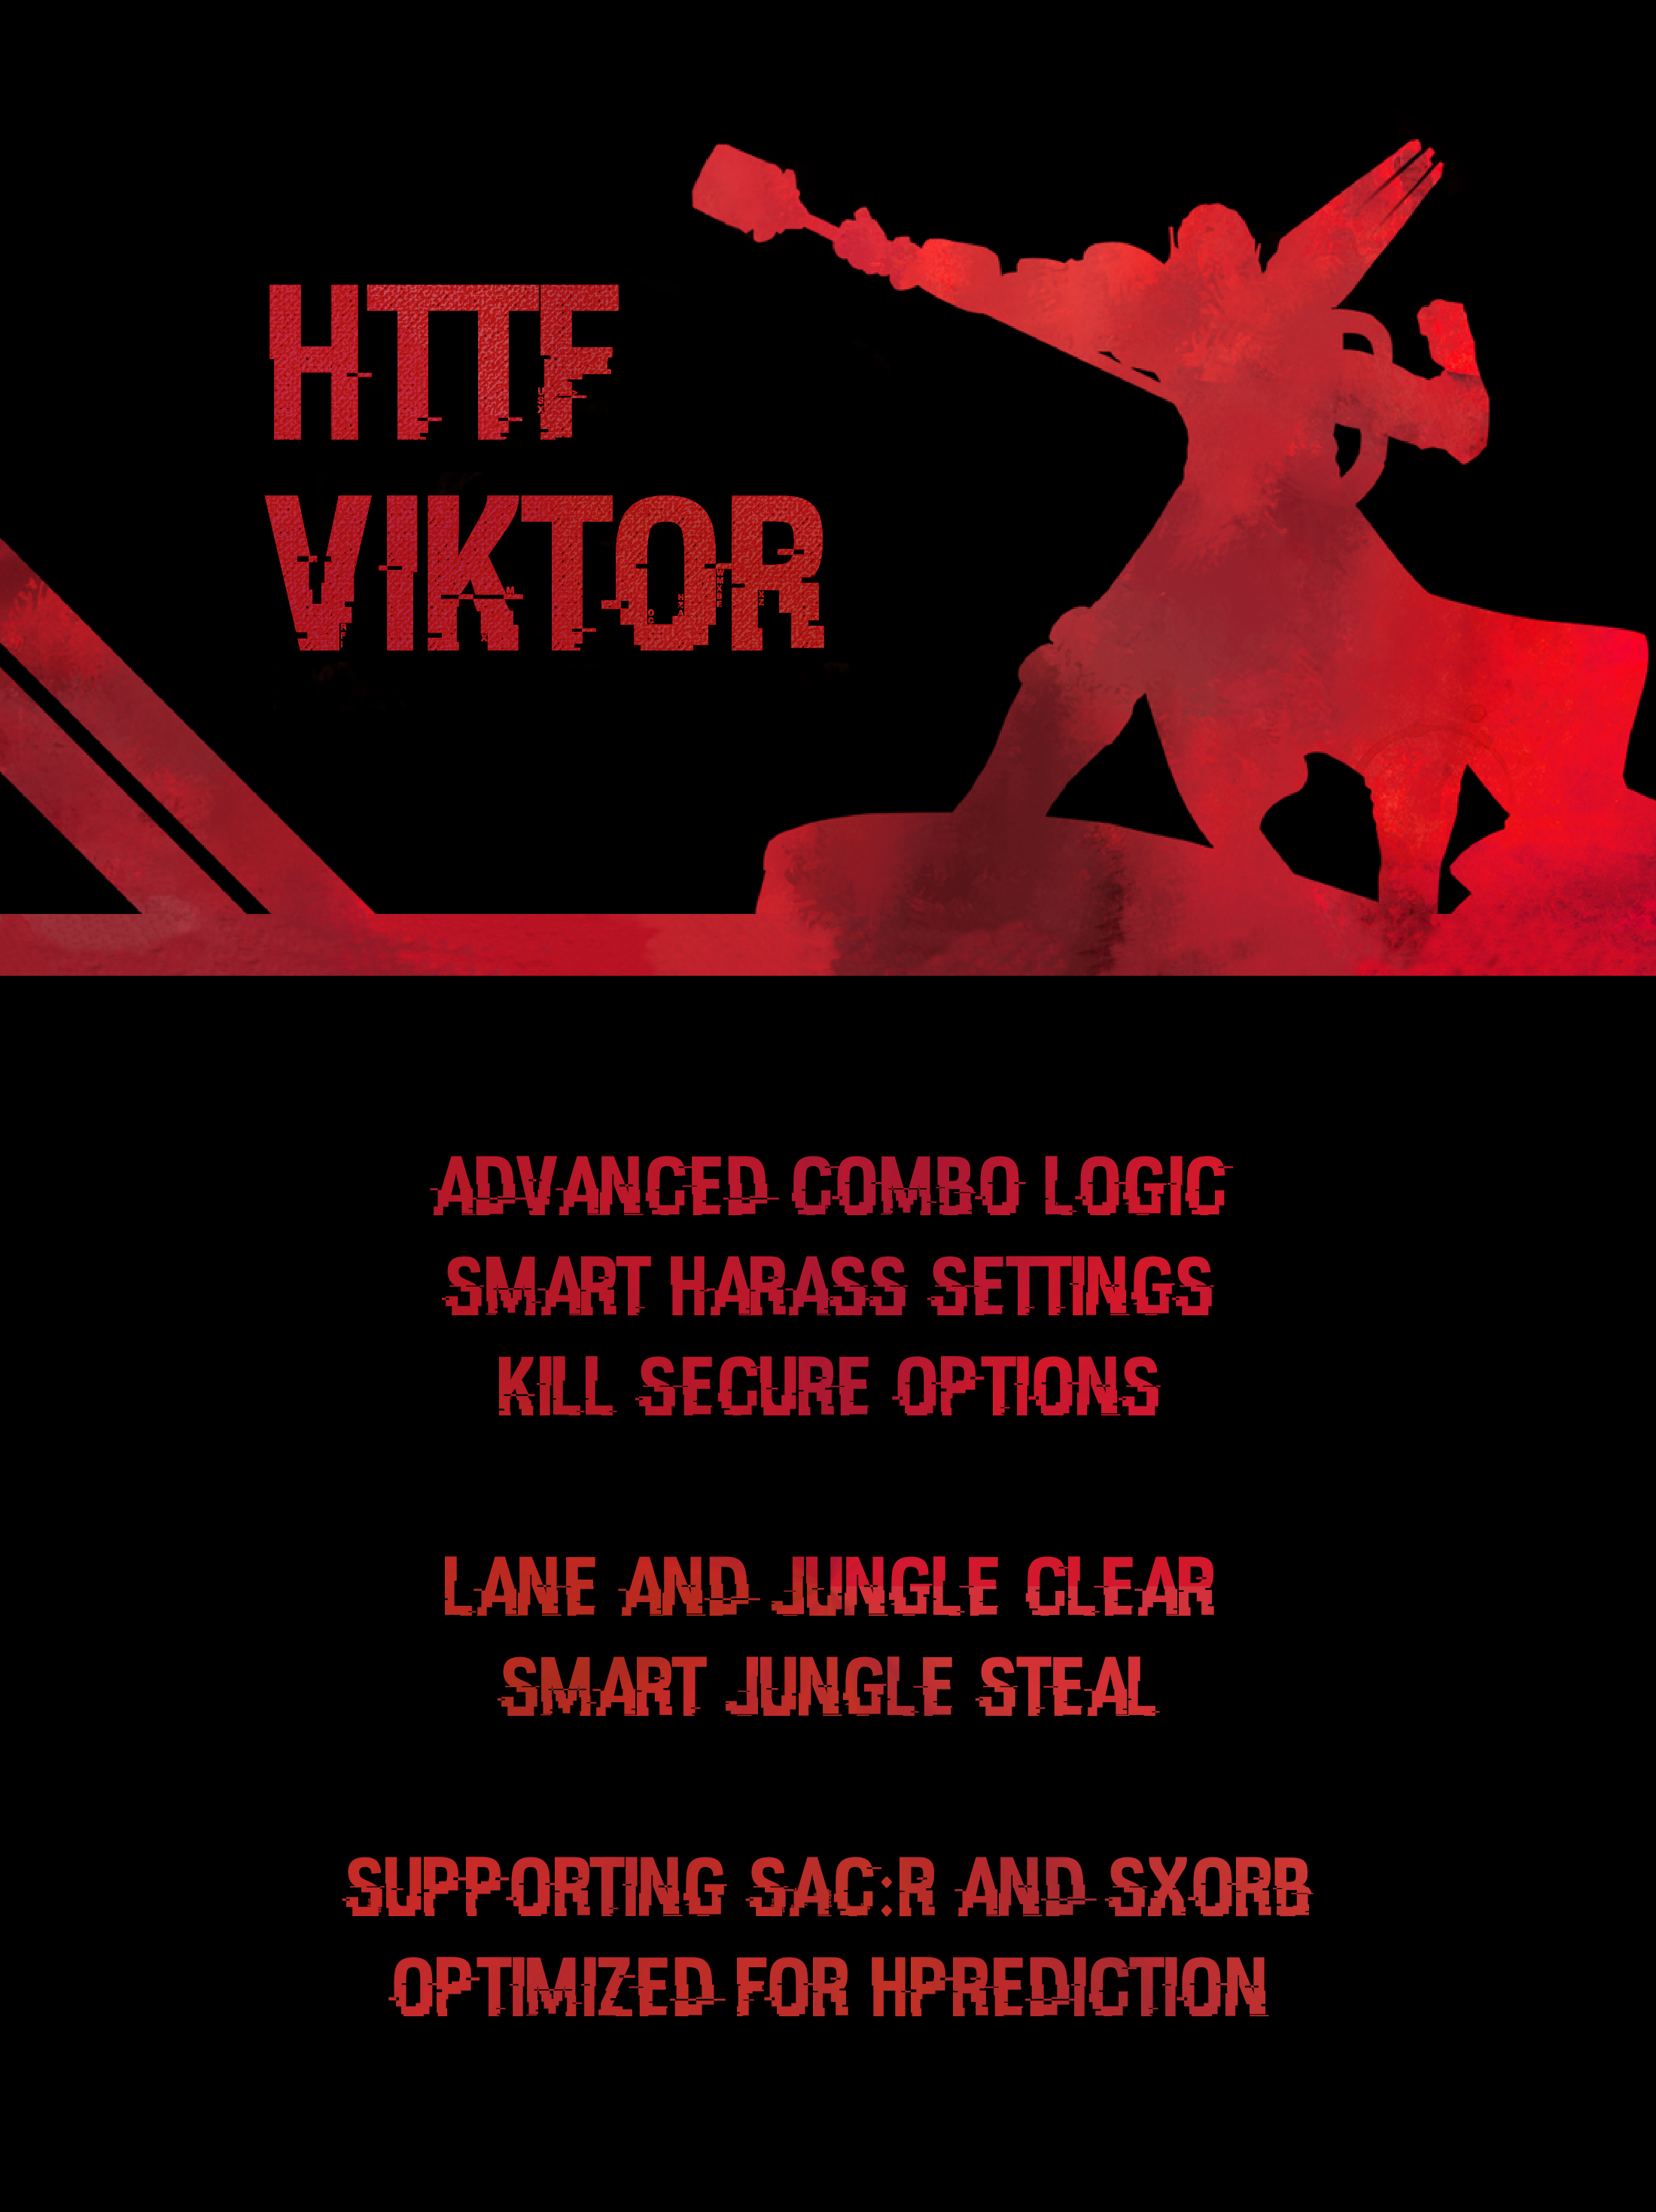 HTTF
VIKTOR
ADVANCED COMBO LOGIC
SMART HARASS SETTINGS
KILL SECURE OPTIONS
LANE AND JUNGLE CLEAR
SMART JUNGLE STEAL
SUPPORTING SAC:R AND SXORB
OPTIMIZED FOR HPREDICTION